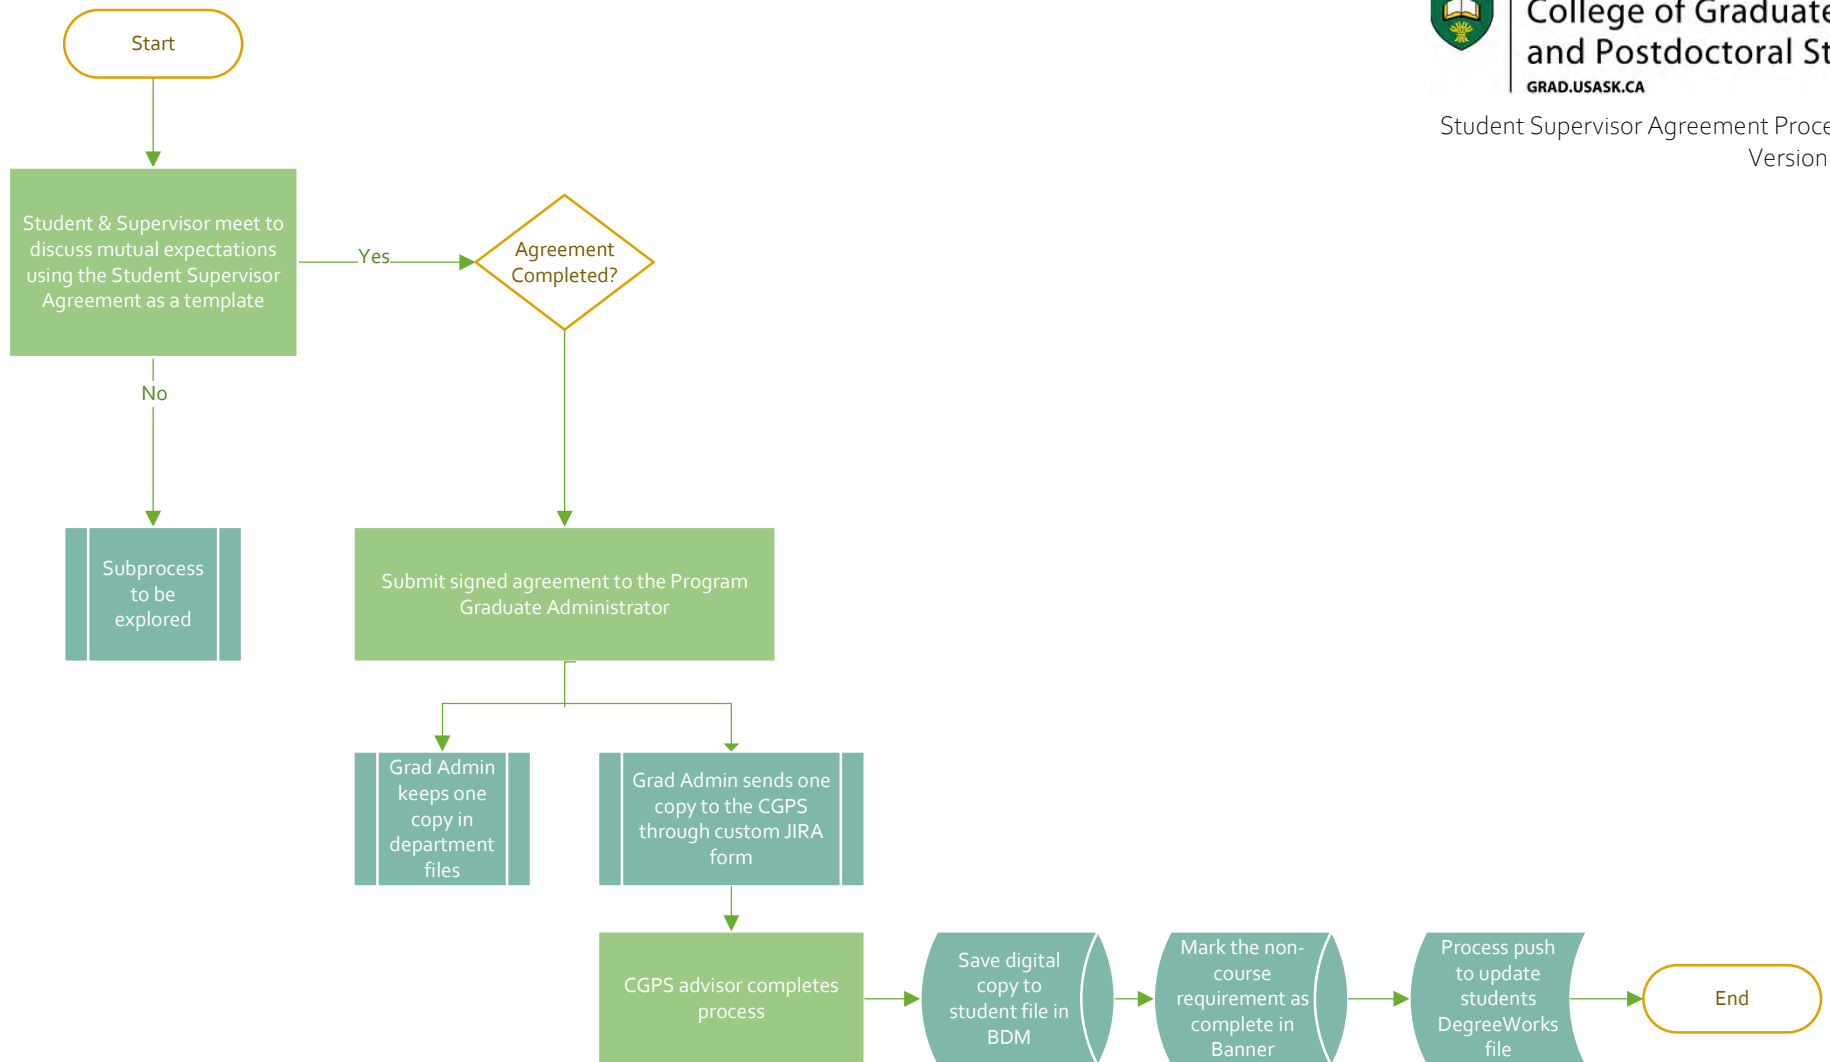 Start
College of Graduate
and Postdoctoral St
GRAD.USASK.CA
Student Supervisor Agreement Proce
Version
Student & Supervisor meet to
discuss mutual expectations
using the Student Supervisor
Agreement as a template
Yes
Agreement
Completed?
No
Subprocess
to be
explored
Submit signed agreement to the Program
Graduate Administrator
Grad Admin
keeps one
copy in
department
files
Grad Admin sends one
copy to the CGPS
through custom JIRA
form
CGPS advisor completes
process
Save digital
copy to
student file in
BDM
Mark the non-
course
requirement as
complete in
Banner
Process push
to update
students
DegreeWorks
file
End